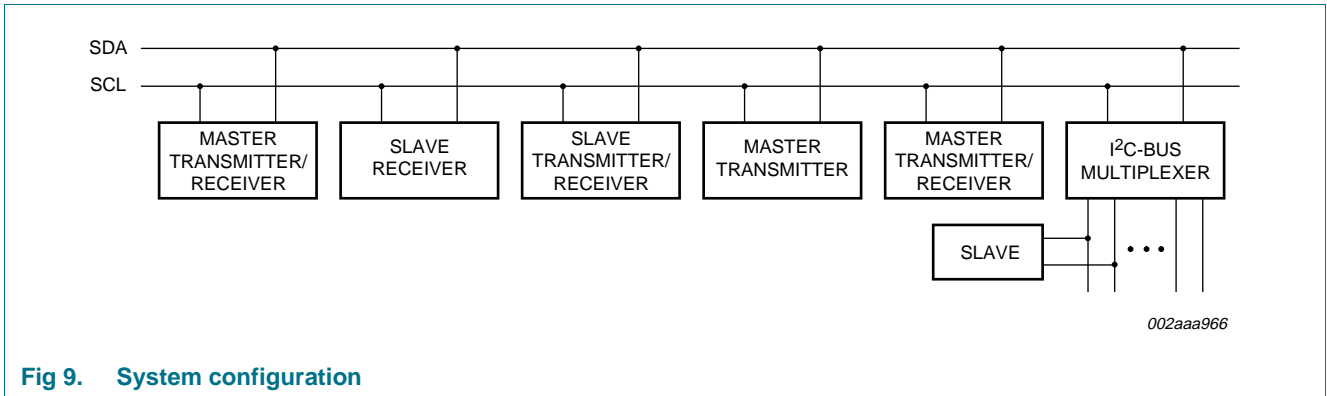 SDA
SCL
MASTER
TRANSMITTER/
RECEIVER
SLAVE
RECEIVER
SLAVE
TRANSMITTER/
RECEIVER
MASTER
TRANSMITTER
MASTER
TRANSMITTER/
RECEIVER
I²C-BUS
MULTIPLEXER
SLAVE
002aaa966
Fig 9. System configuration